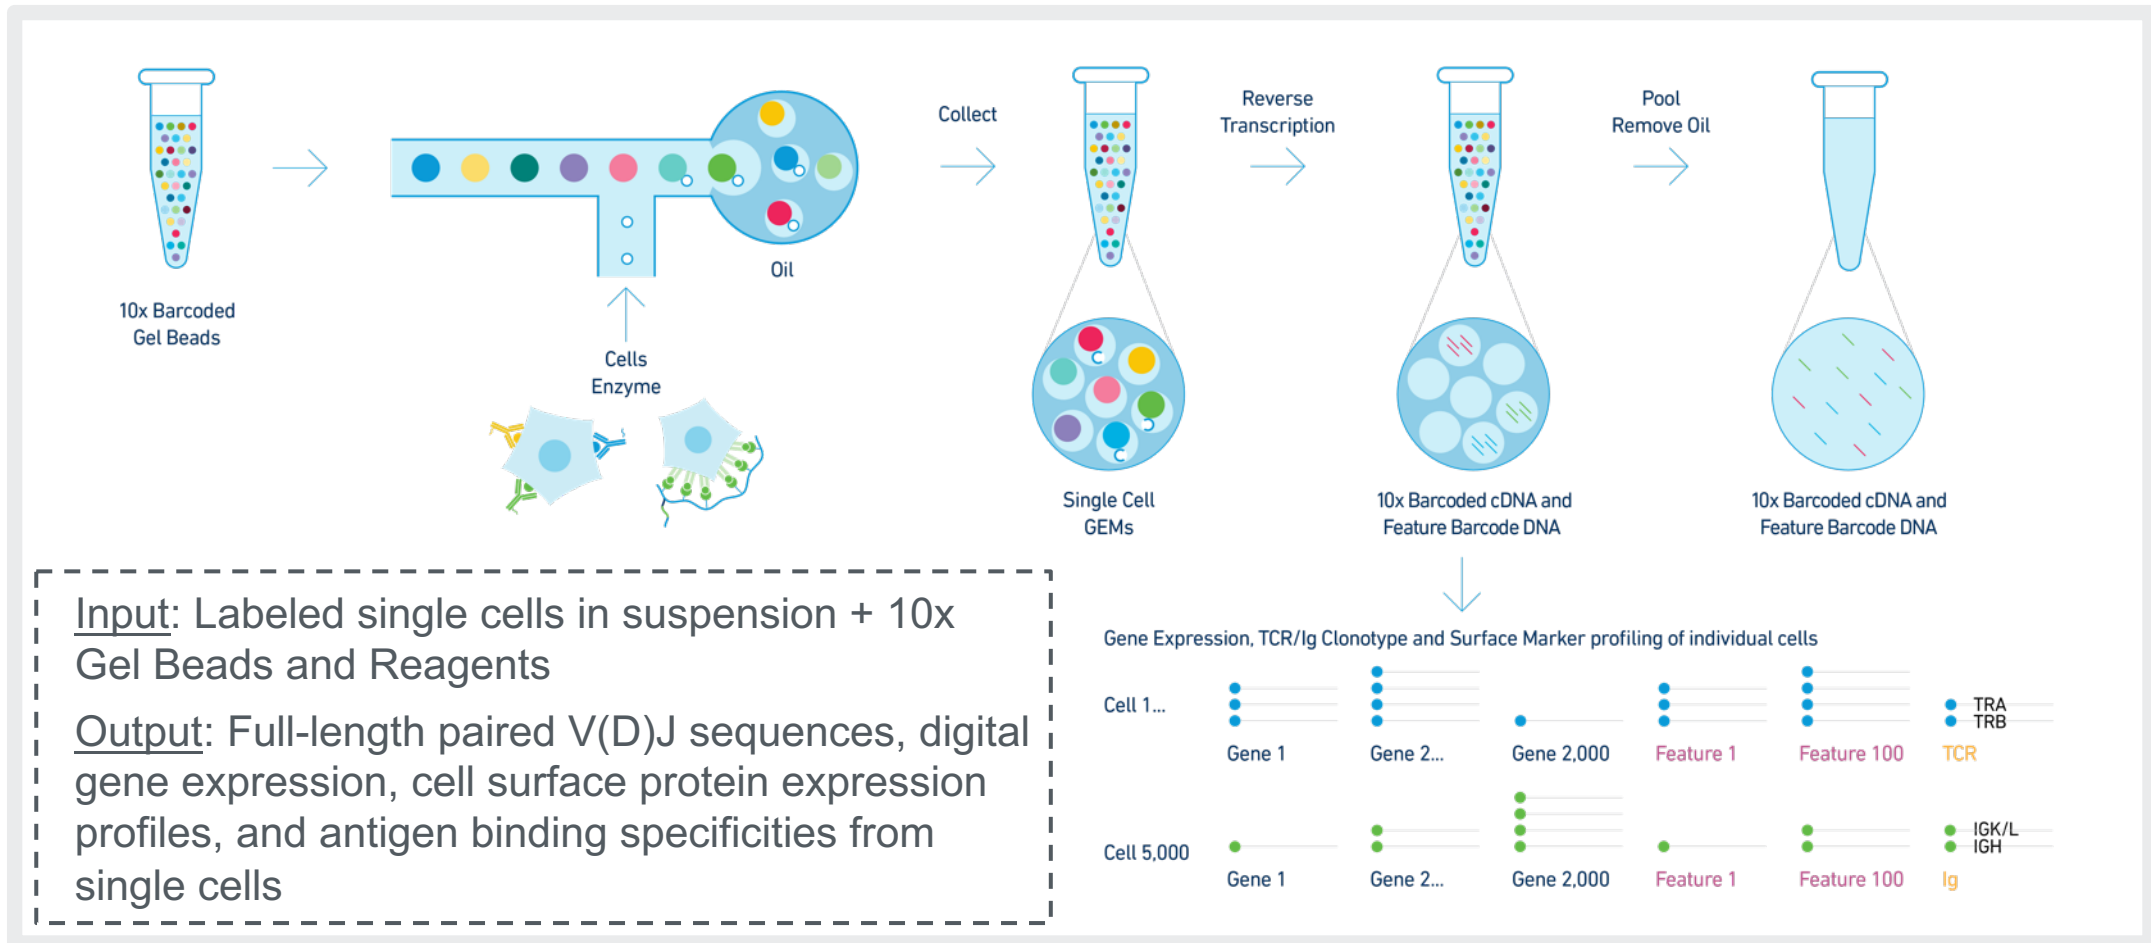 10x Barcoded
Gel Beads
Cells
Enzyme
Oil
Collect
Single Cell
GEMs
Reverse
Transcription
10x Barcoded cDNA and
Feature Barcode DNA
Pool
Remove Oil
10x Barcoded cDNA and
Feature Barcode DNA
Input: Labeled single cells in suspension + 10x
Gel Beads and Reagents
Output: Full-length paired V(D)J sequences, digital
gene expression, cell surface protein expression
profiles, and antigen binding specificities from
single cells
Gene Expression, TCR/Ig Clonotype and Surface Marker profiling of individual cells
Cell 1...
TRA
TRB
Gene 1 Gene 2... Gene 2,000 Feature 1 Feature 100 TCR
Cell 5,000
IGK/L
IGH
Gene 1 Gene 2... Gene 2,000 Feature 1 Feature 100 Ig